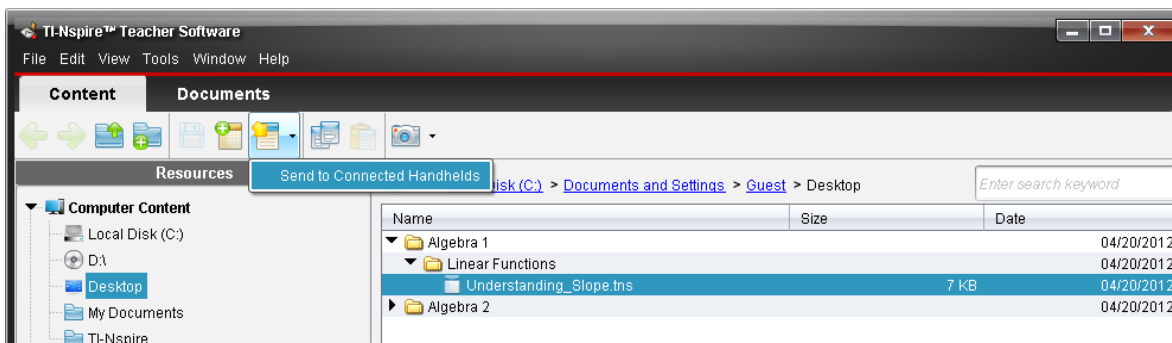 TI-Nspire™ Teacher Software
File Edit View Tools Window Help
Content Documents
Resources
Send to Connected Handhelds
isk (C:) > Documents and Settings > Guest > Desktop
Enter search keyword
Computer Content
Local Disk (C:)
D:\
Desktop
My Documents
TI-Nspire
Name Size Date
Algebra 1 04/20/2012
Linear Functions 04/20/2012
Understanding_Slope.tns 7 KB 04/20/2012
Algebra 2 04/20/2012